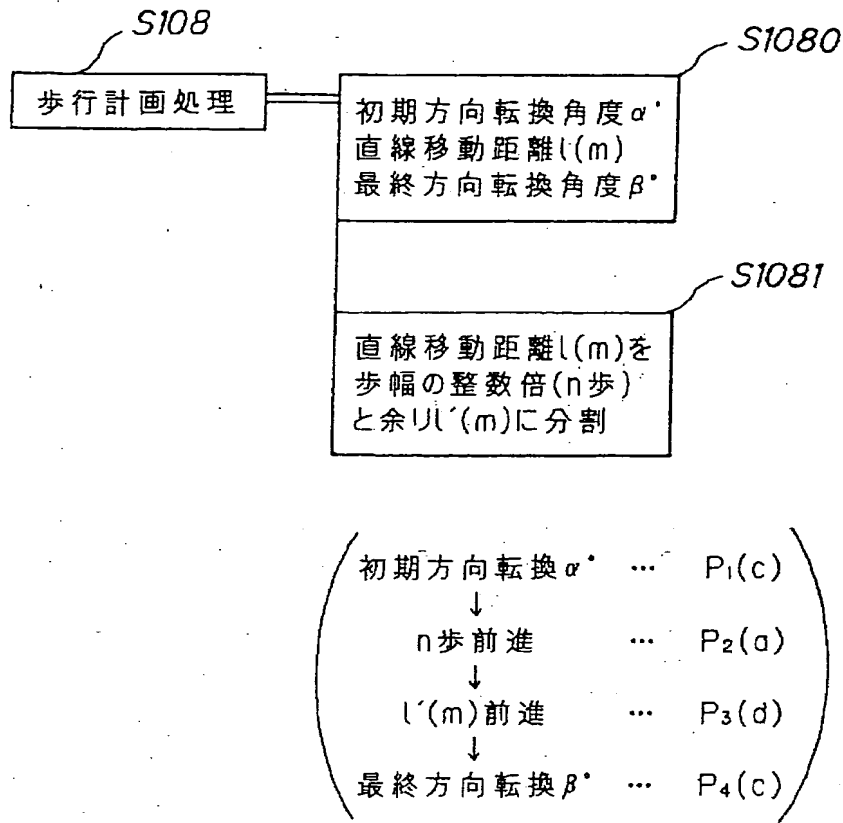 S108
歩行計画処理
S1080
初期方向転換角度α°
直線移動距離l(m)
最終方向転換角度β°
S1081
直線移動距離l(m)を
歩幅の整数倍(n歩)
と余りl′(m)に分割
初期方向転換α° … P₁(c)
↓
n歩前進 … P₂(a)
↓
l′(m)前進 … P₃(d)
↓
最終方向転換β° … P₄(c)